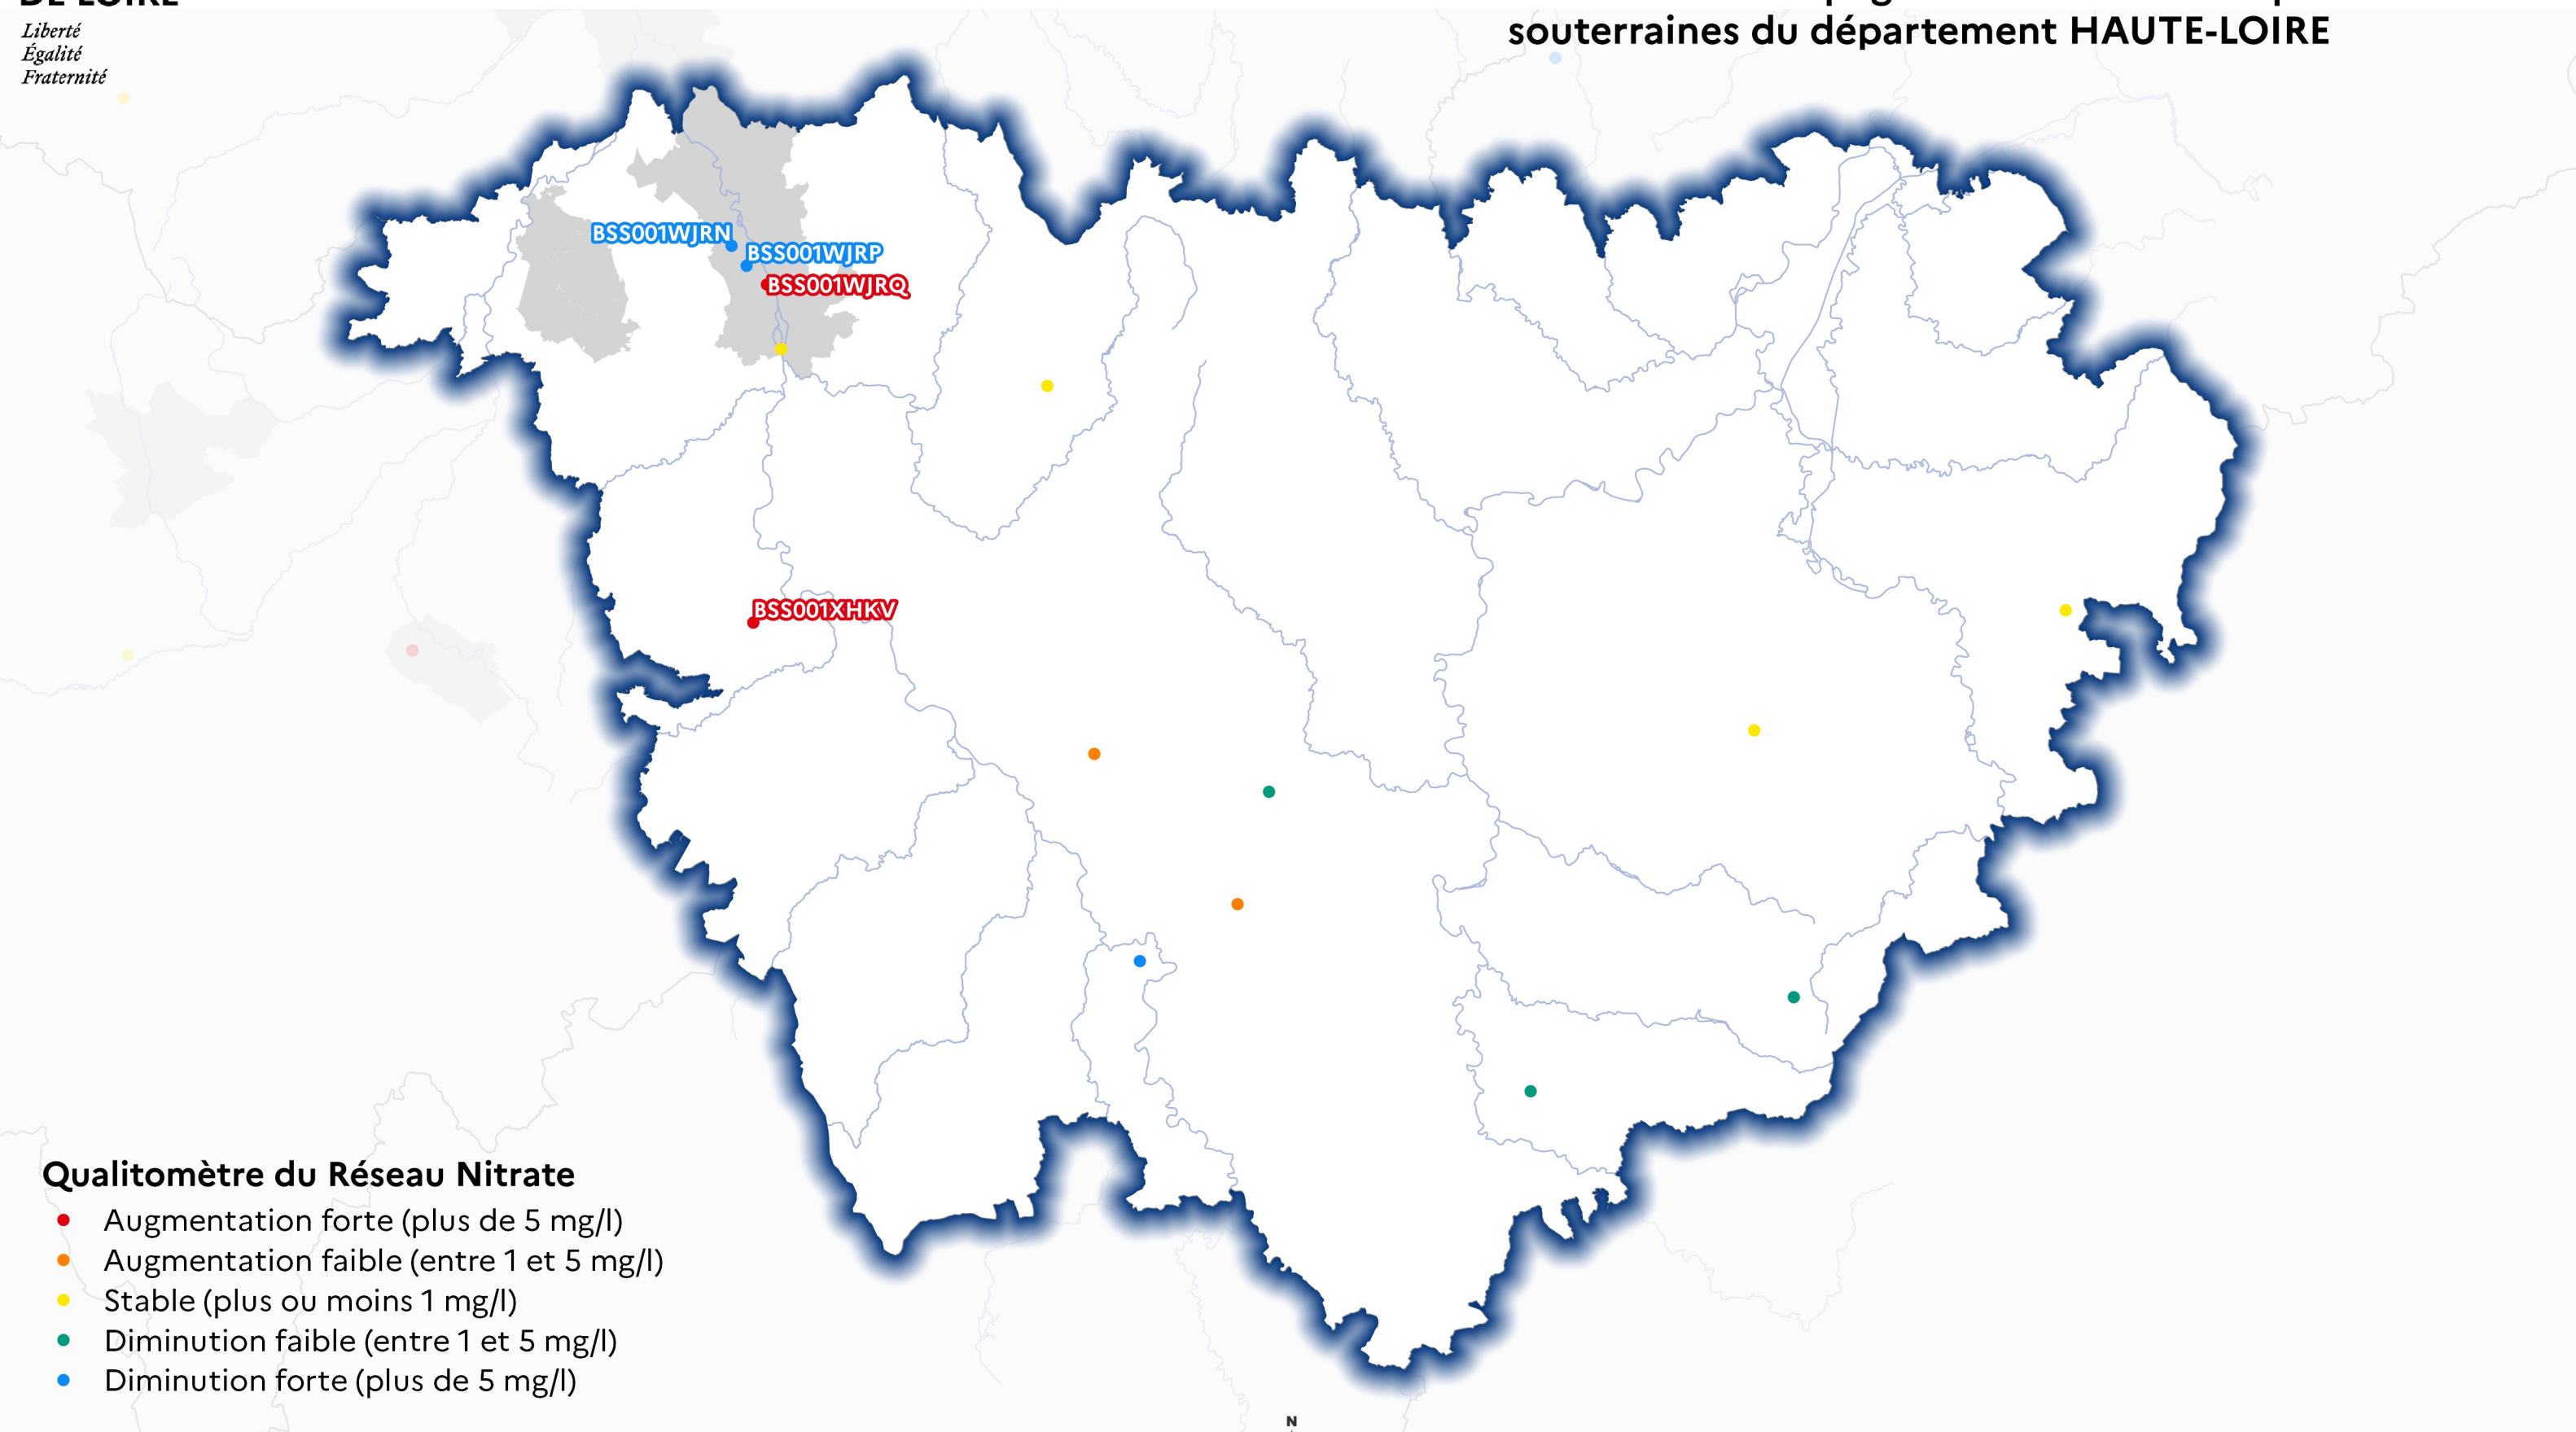 DE LOIRE
Liberté
Égalité
Fraternité
souterraines du département HAUTE-LOIRE
BSS001WJRN
BSS001WJRP
BSS001WJRQ
BSS001XHKV
Qualitomètre du Réseau Nitrate
Augmentation forte (plus de 5 mg/l)
Augmentation faible (entre 1 et 5 mg/l)
Stable (plus ou moins 1 mg/l)
Diminution faible (entre 1 et 5 mg/l)
Diminution forte (plus de 5 mg/l)
N